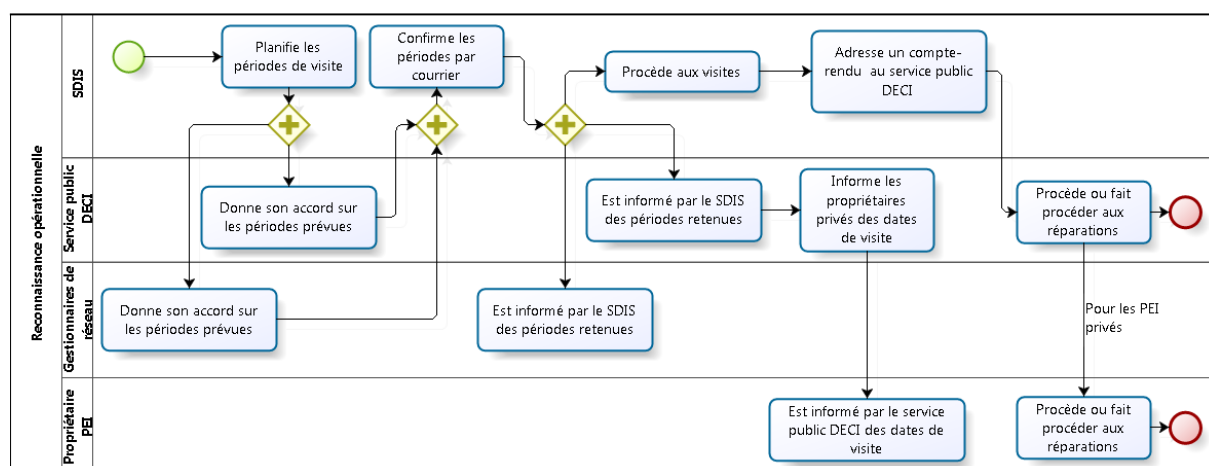 Reconnaissance opérationnelle
SDIS
Planifie les
périodes de visite
Confirme les
périodes par
courrier
Procède aux visites
Adresse un compte-
rendu au service public
DECI
Service public
DECI
Donne son accord sur
les périodes prévues
Est informé par le SDIS
des périodes retenues
Informe les
propriétaires
privés des dates
de visite
Procède ou fait
procéder aux
réparations
Gestionnaires de
réseau
Donne son accord sur
les périodes prévues
Est informé par le SDIS
des périodes retenues
Pour les PEI
privés
Propriétaire
PEI
Est informé par le service
public DECI des dates de
visite
Procède ou fait
procéder aux
réparations